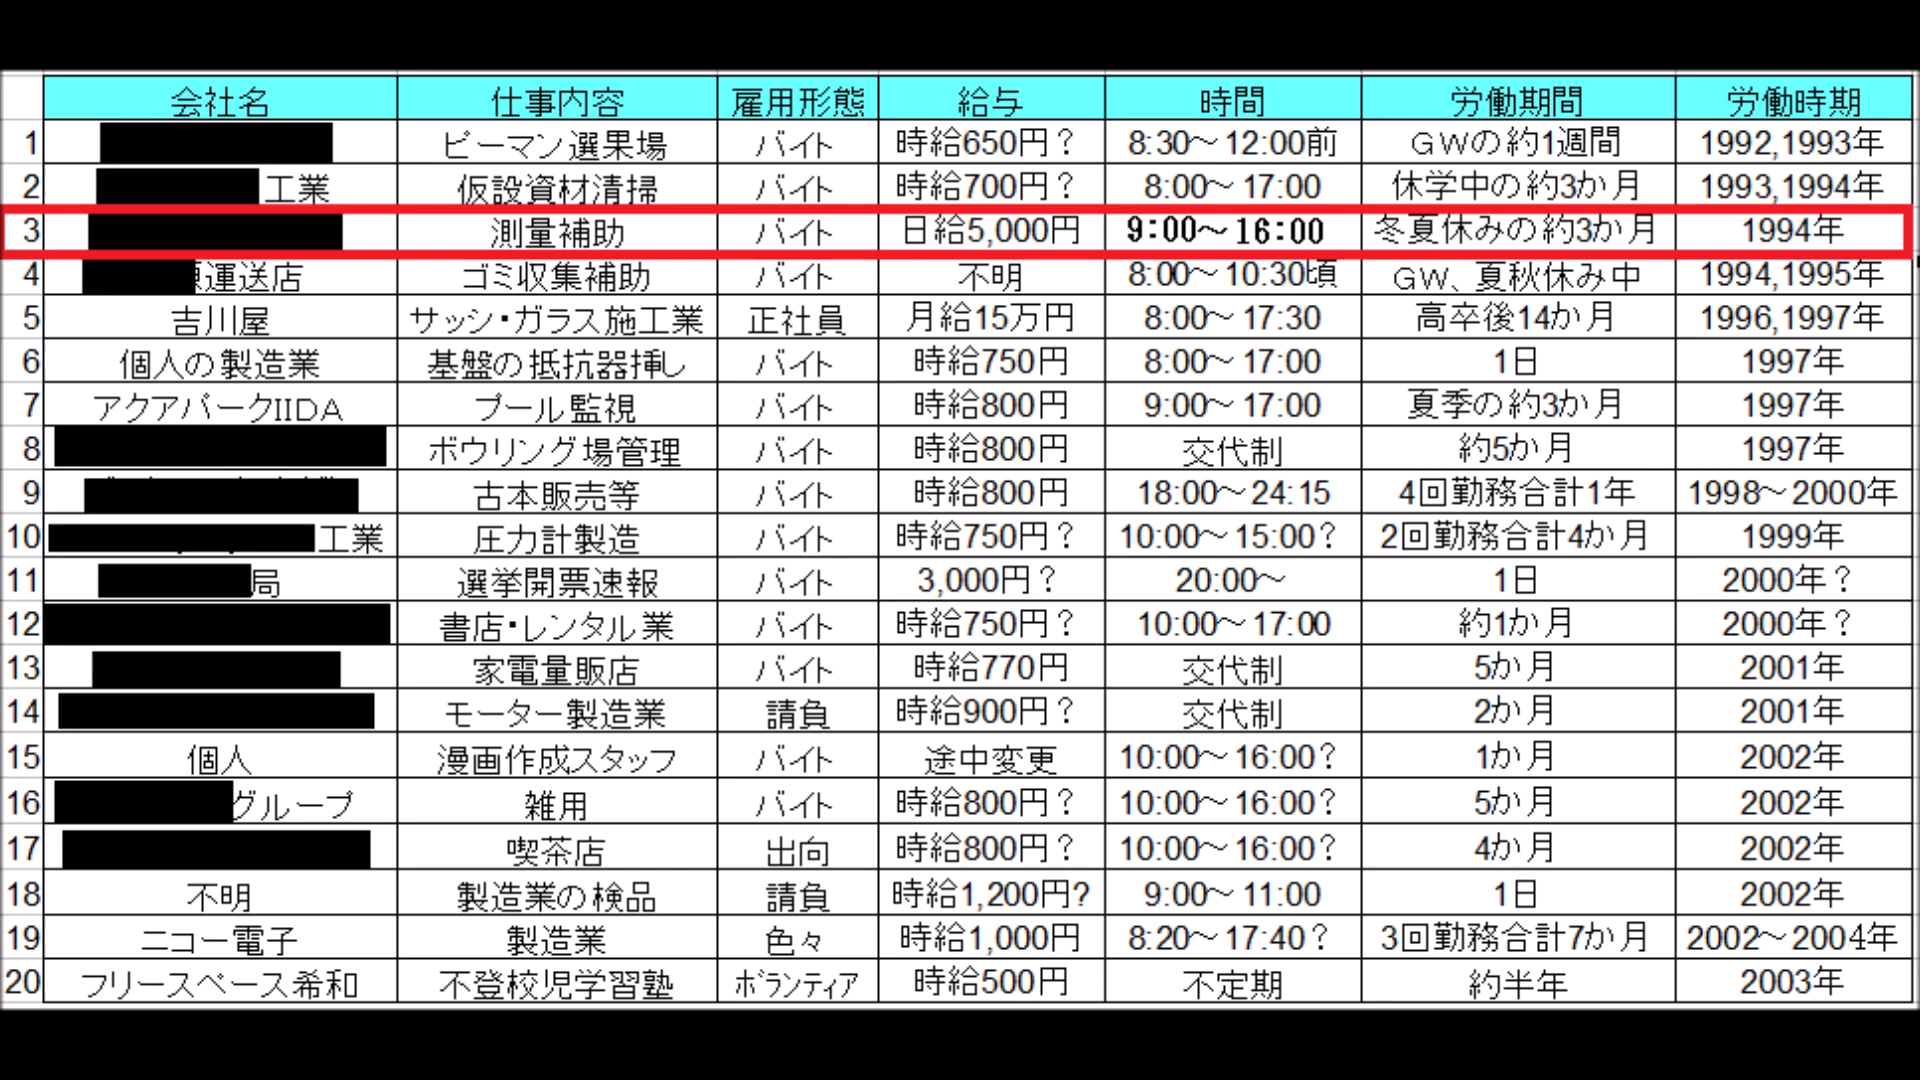 会社名 仕事内容 雇用形態 給与 時間 労働期間 労働時期
1 ピーマン選果場 バイト 時給650円？ 8:30～12:00前 GWの約1週間 1992,1993年
2 工業 仮設資材清掃 バイト 時給700円？ 8:00～17:00 休学中の約3か月 1993,1994年
3 測量補助 バイト 日給5,000円 9:00～16:00 冬夏休みの約3か月 1994年
4 運送店 ゴミ収集補助 バイト 不明 8:00～10:30頃 GW、夏秋休み中 1994,1995年
5 吉川屋 サッシ・ガラス施工業 正社員 月給15万円 8:00～17:30 高卒後14か月 1996,1997年
6 個人の製造業 基盤の抵抗器挿し バイト 時給750円 8:00～17:00 1日 1997年
7 アクアパークIIDA プール監視 バイト 時給800円 9:00～17:00 夏季の約3か月 1997年
8 ボウリング場管理 バイト 時給800円 交代制 約5か月 1997年
9 古本販売等 バイト 時給800円 18:00～24:15 4回勤務合計1年 1998～2000年
10 工業 圧力計製造 バイト 時給750円？ 10:00～15:00？ 2回勤務合計4か月 1999年
11 局 選挙開票速報 バイト 3,000円？ 20:00～ 1日 2000年？
12 書店・レンタル業 バイト 時給750円？ 10:00～17:00 約1か月 2000年？
13 家電量販店 バイト 時給770円 交代制 5か月 2001年
14 モーター製造業 請負 時給900円？ 交代制 2か月 2001年
15 個人 漫画作成スタッフ バイト 途中変更 10:00～16:00？ 1か月 2002年
16 グループ 雑用 バイト 時給800円？ 10:00～16:00？ 5か月 2002年
17 喫茶店 出向 時給800円？ 10:00～16:00？ 4か月 2002年
18 不明 製造業の検品 請負 時給1,200円? 9:00～11:00 1日 2002年
19 ニコー電子 製造業 色々 時給1,000円 8:20～17:40？ 3回勤務合計7か月 2002～2004年
20 フリースペース希和 不登校児学習塾 ボランティア 時給500円 不定期 約半年 2003年